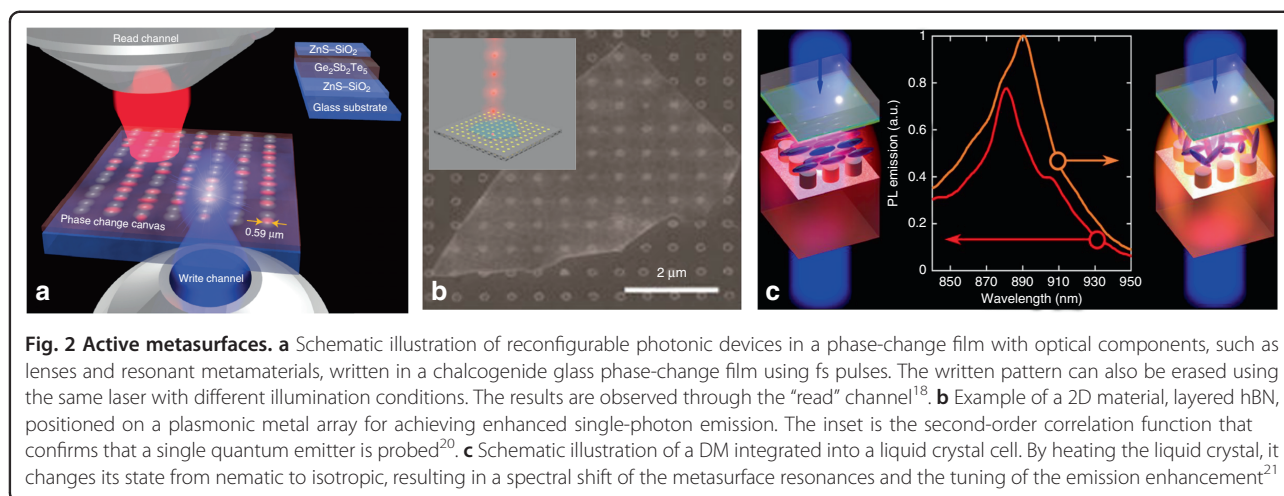 Read channel
ZnS–SiO2
Ge2Sb2Te5
ZnS–SiO2
Glass substrate
Phase change canvas
0.59 μm
Write channel
a
2 μm
b
PL emission (a.u.)
1
0.8
0.6
0.4
0.2
0
850 870 890 910 930 950
Wavelength (nm)
c
Fig. 2 Active metasurfaces. a Schematic illustration of reconfigurable photonic devices in a phase-change film with optical components, such as
lenses and resonant metamaterials, written in a chalcogenide glass phase-change film using fs pulses. The written pattern can also be erased using
the same laser with different illumination conditions. The results are observed through the “read” channel18. b Example of a 2D material, layered hBN,
positioned on a plasmonic metal array for achieving enhanced single-photon emission. The inset is the second-order correlation function that
confirms that a single quantum emitter is probed20. c Schematic illustration of a DM integrated into a liquid crystal cell. By heating the liquid crystal, it
changes its state from nematic to isotropic, resulting in a spectral shift of the metasurface resonances and the tuning of the emission enhancement21